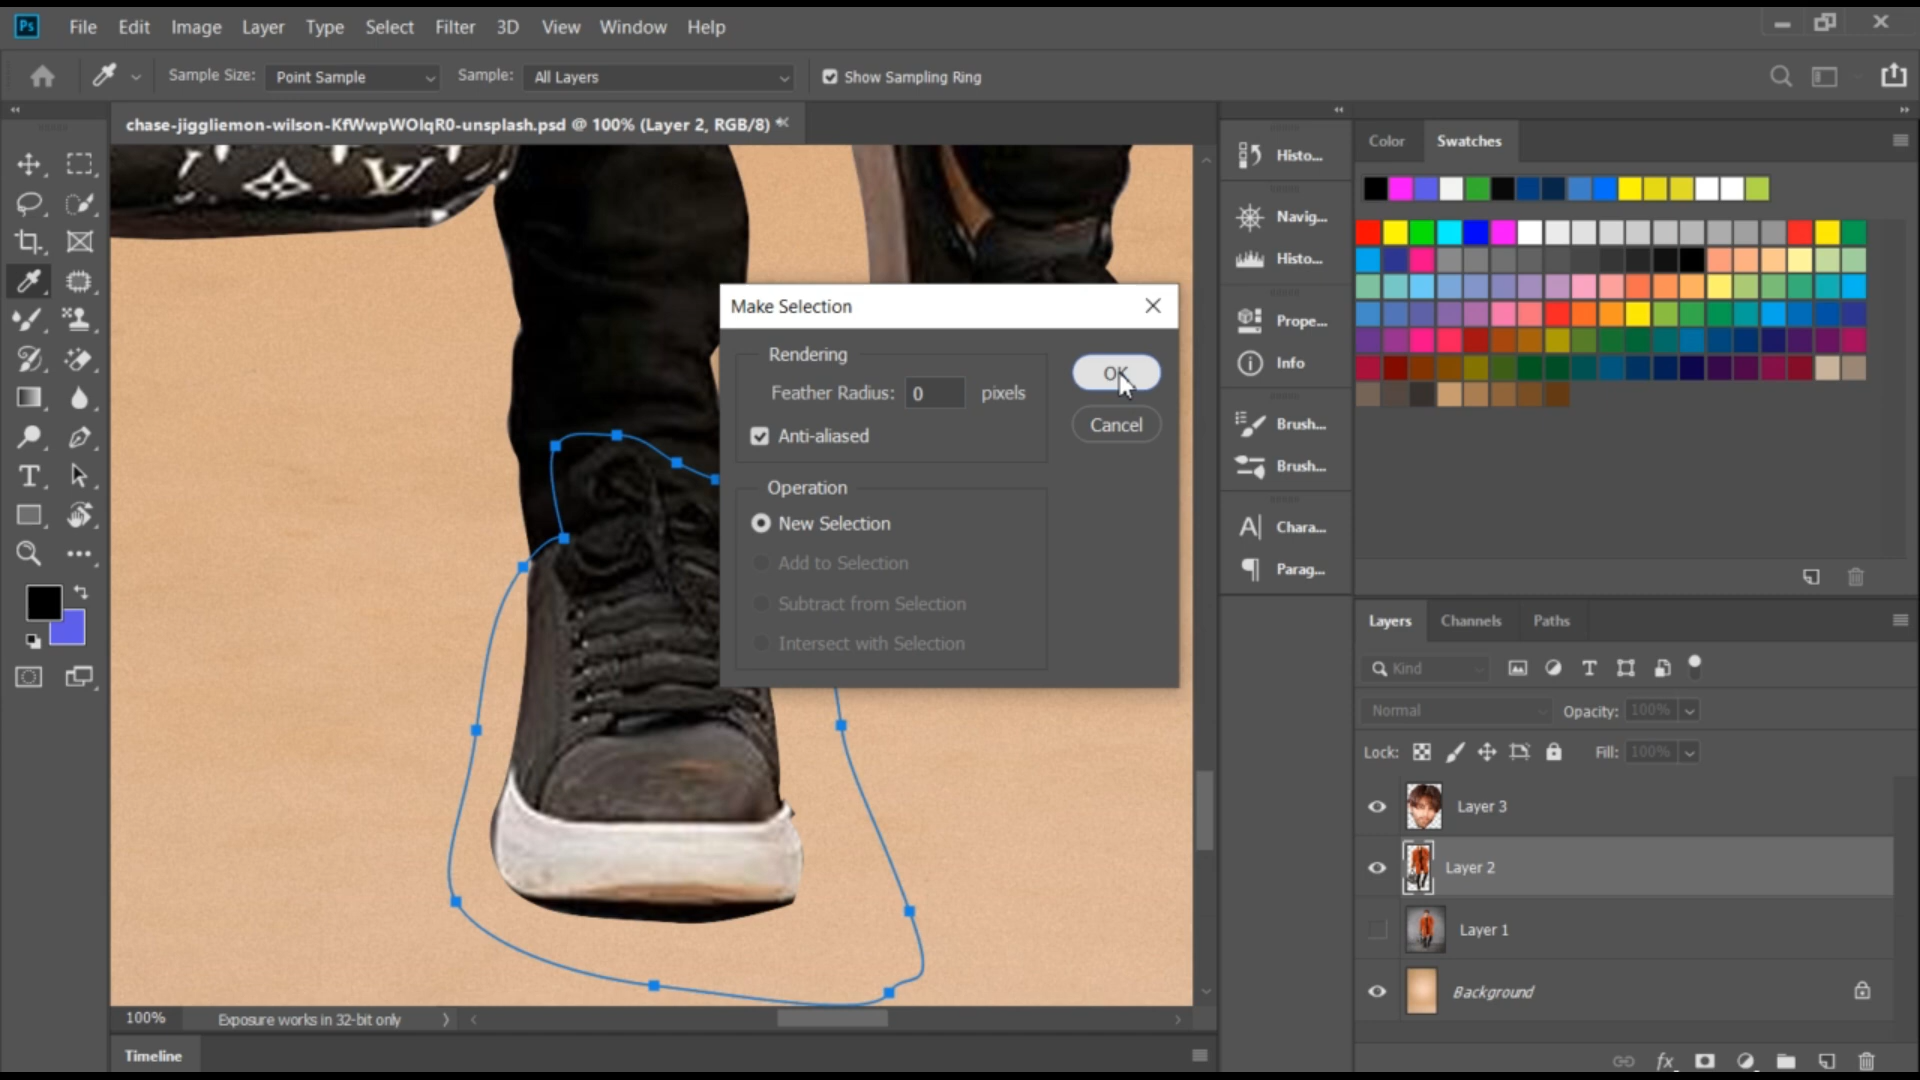 Ps File Edit Image Layer Type Select Filter 3D View Window Help
Sample Size: Point Sample Sample: All Layers Show Sampling Ring
chase-jiggliemon-wilson-KfWwpWOlqR0-unsplash.psd @ 100% (Layer 2, RGB/8)
Color Swatches
Histo...
Navig...
Histo...
Prope...
Info
Brush...
Brush...
Chara...
Parag...
Make Selection
Rendering
Feather Radius: 0 pixels
Anti-aliased
OK
Cancel
Operation
New Selection
Add to Selection
Subtract from Selection
Intersect with Selection
Layers Channels Paths
Kind
Normal Opacity: 100%
Lock: Fill: 100%
Layer 3
Layer 2
Layer 1
Background
fx
100% Exposure works in 32-bit only
Timeline